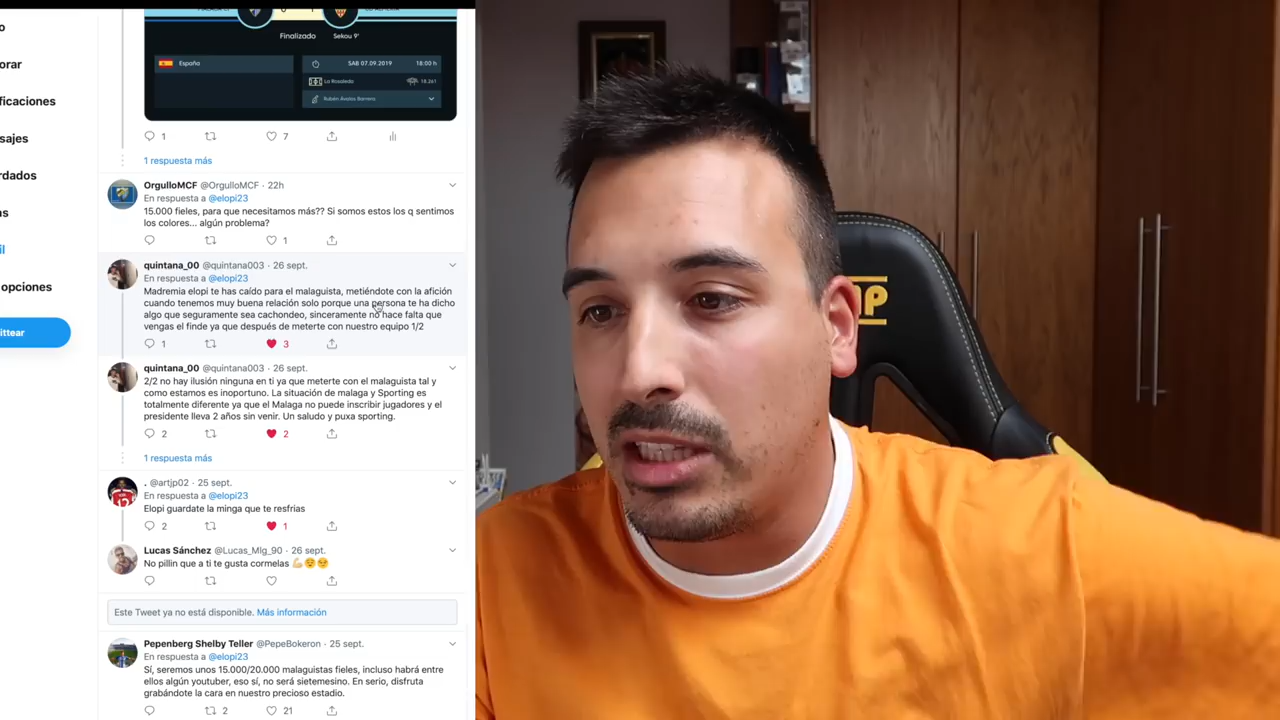 Finalizado
Sekou 9'
España
SAB 07.09.2019
18:00 h
La Rosaleda
18.261
Rubén Ávalos Barrera
1
7
1 respuesta más
OrgulloMCF @OrgulloMCF · 22h
En respuesta a @elopi23
15.000 fieles, para que necesitamos más?? Si somos estos los q sentimos
los colores... algún problema?
1
quintana_00 @quintana003 · 26 sept.
En respuesta a @elopi23
Madremia elopi te has caído para el malaguista, metiéndote con la afición
cuando tenemos muy buena relación solo porque una persona te ha dicho
algo que seguramente sea cachondeo, sinceramente no hace falta que
vengas el finde ya que después de meterte con nuestro equipo 1/2
1
3
quintana_00 @quintana003 · 26 sept.
2/2 no hay ilusión ninguna en ti ya que meterte con el malaguista tal y
como estamos es inoportuno. La situación de malaga y Sporting es
totalmente diferente ya que el Malaga no puede inscribir jugadores y el
presidente lleva 2 años sin venir. Un saludo y puxa sporting.
2
2
1 respuesta más
. @artjp02 · 25 sept.
En respuesta a @elopi23
Elopi guardate la minga que te resfrias
2
1
Lucas Sánchez @Lucas_Mlg_90 · 26 sept.
No pillin que a ti te gusta cormelas
Este Tweet ya no está disponible. Más información
Pepenberg Shelby Teller @PepeBokeron · 25 sept.
En respuesta a @elopi23
Sí, seremos unos 15.000/20.000 malaguistas fieles, incluso habrá entre
ellos algún youtuber, eso sí, no será sietemesino. En serio, disfruta
grabándote la cara en nuestro precioso estadio.
2
21
o
orar
ficaciones
sajes
rdados
s
il
opciones
ittear